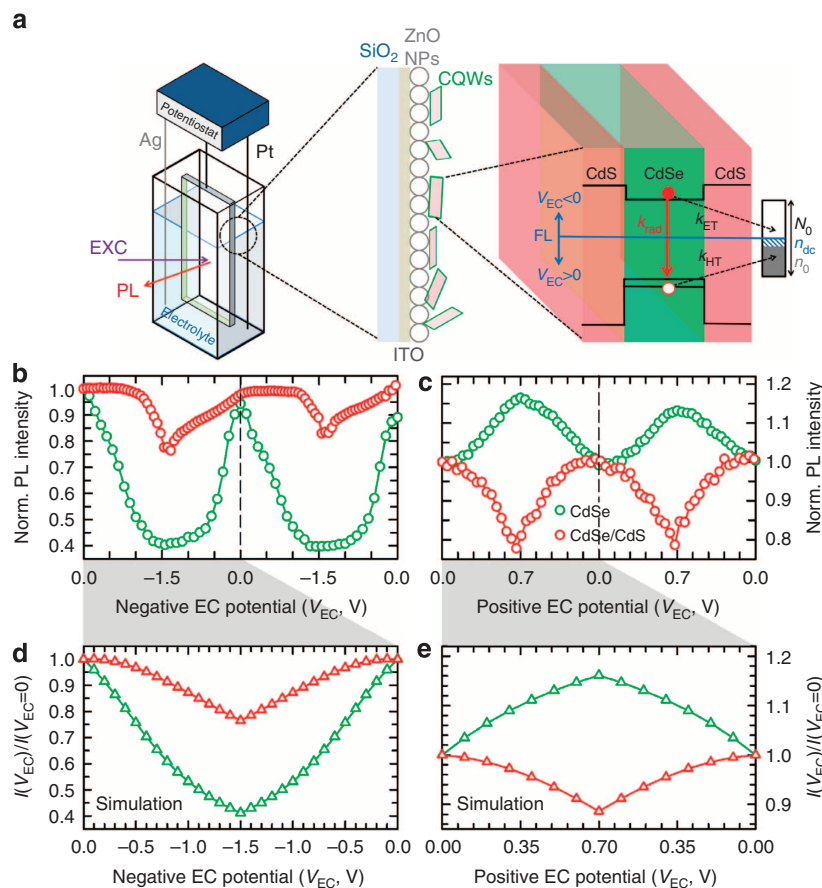 a
ZnO
SiO2
NPs
CQWs
Potentiostat
Ag
Pt
CdS
CdSe
CdS
VEC<0
kET
N0
EXC
FL
krad
ndc
PL
VEC>0
kHT
n0
Electrolyte
ITO
b
1.0
0.9
0.8
0.7
0.6
0.5
0.4
Norm. PL intensity
0.0
−1.5
0.0
−1.5
0.0
Negative EC potential (VEC, V)
c
1.2
1.1
1.0
0.9
0.8
Norm. PL intensity
CdSe
CdSe/CdS
0.0
0.7
0.0
0.7
0.0
Positive EC potential (VEC, V)
d
1.0
0.9
0.8
0.7
0.6
0.5
0.4
I(VEC)/I(VEC=0)
Simulation
0.0
−0.5
−1.0
−1.5
−1.0
−0.5
0.0
Negative EC potential (VEC, V)
e
1.2
1.1
1.0
0.9
I(VEC)/I(VEC=0)
Simulation
0.00
0.35
0.70
0.35
0.00
Positive EC potential (VEC, V)